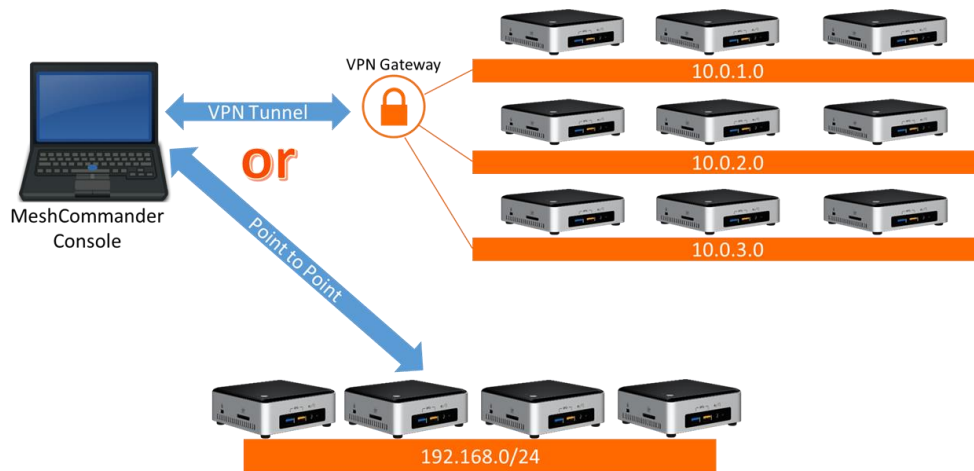 VPN Gateway
10.0.1.0
VPN Tunnel
or
10.0.2.0
MeshCommander
Console
Point to Point
10.0.3.0
192.168.0/24